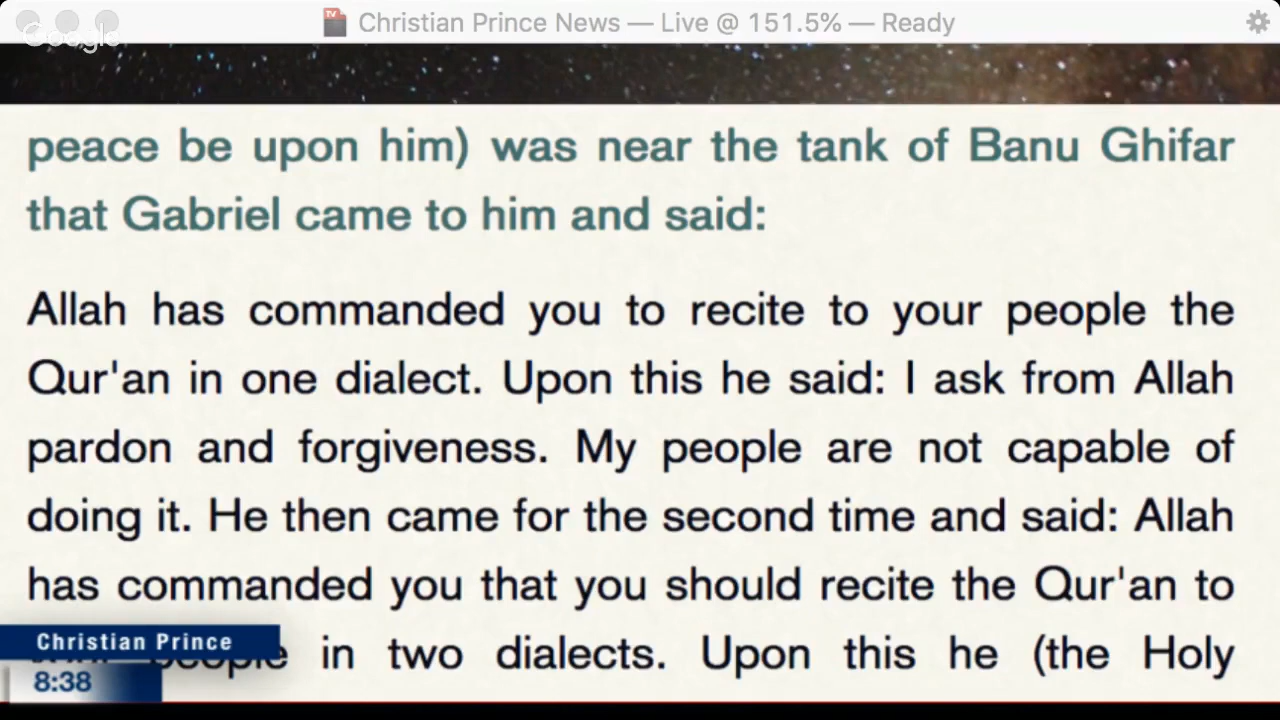 Christian Prince News — Live @ 151.5% — Ready
Google
peace be upon him) was near the tank of Banu Ghifar
that Gabriel came to him and said:
Allah has commanded you to recite to your people the
Qur'an in one dialect. Upon this he said: I ask from Allah
pardon and forgiveness. My people are not capable of
doing it. He then came for the second time and said: Allah
has commanded you that you should recite the Qur'an to
people in two dialects. Upon this he (the Holy
Christian Prince
8:38